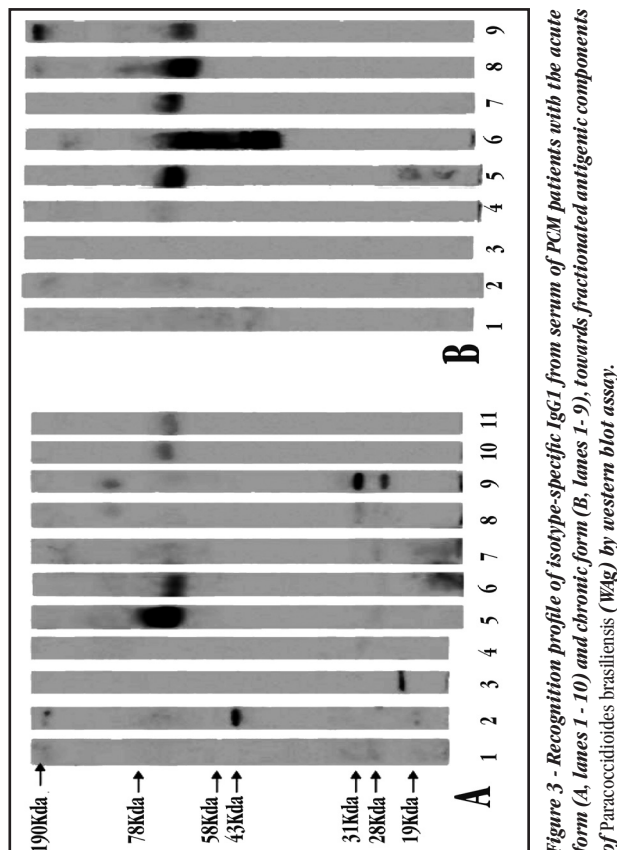 190Kda
78Kda
58Kda
43Kda
31Kda
28Kda
19Kda
1 2 3 4 5 6 7 8 9 10 11
A
1 2 3 4 5 6 7 8 9
B
Figure 3 - Recognition profile of isotype-specific IgG1 from serum of PCM patients with the acute
form (A, lanes 1 - 10) and chronic form (B, lanes 1- 9), towards fractionated antigenic components
of Paracoccidioides brasiliensis (WAg) by western blot assay.